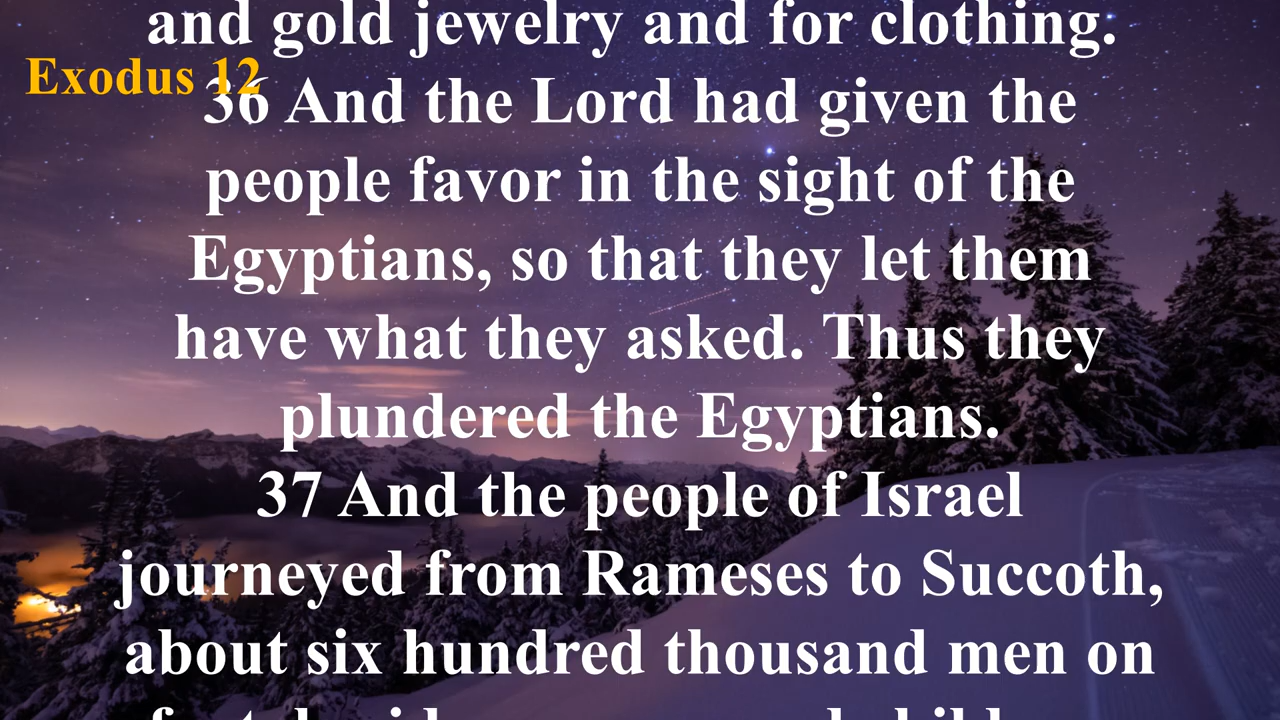 and gold jewelry and for clothing.
Exodus 12
36 And the Lord had given the
people favor in the sight of the
Egyptians, so that they let them
have what they asked. Thus they
plundered the Egyptians.
37 And the people of Israel
journeyed from Rameses to Succoth,
about six hundred thousand men on